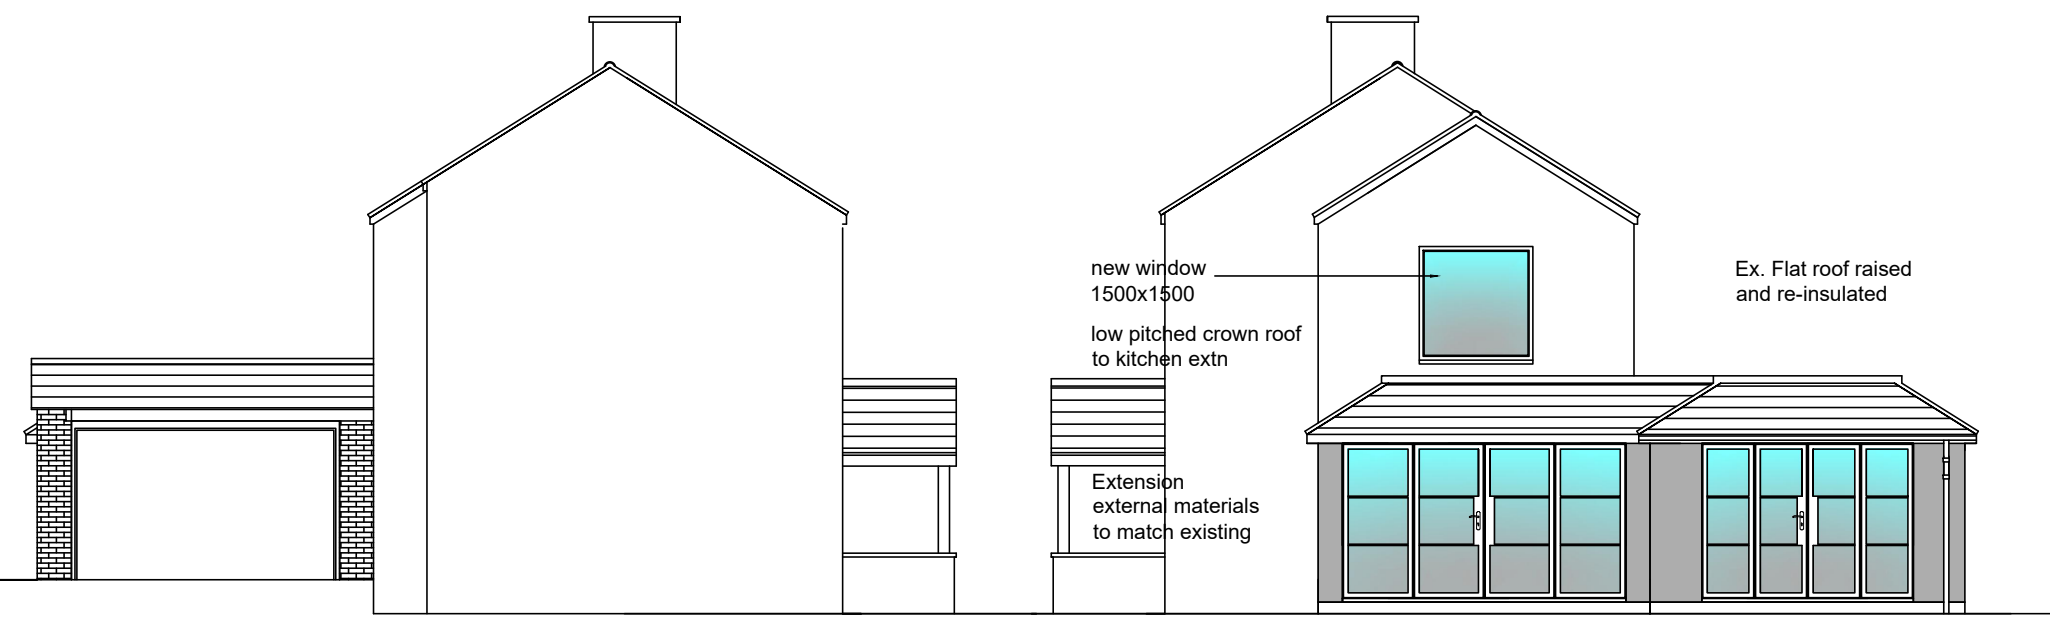 new window
1500x1500
low pitched crown roof
to kitchen extn
Extension
external materials
to match existing
Ex. Flat roof raised
and re-insulated